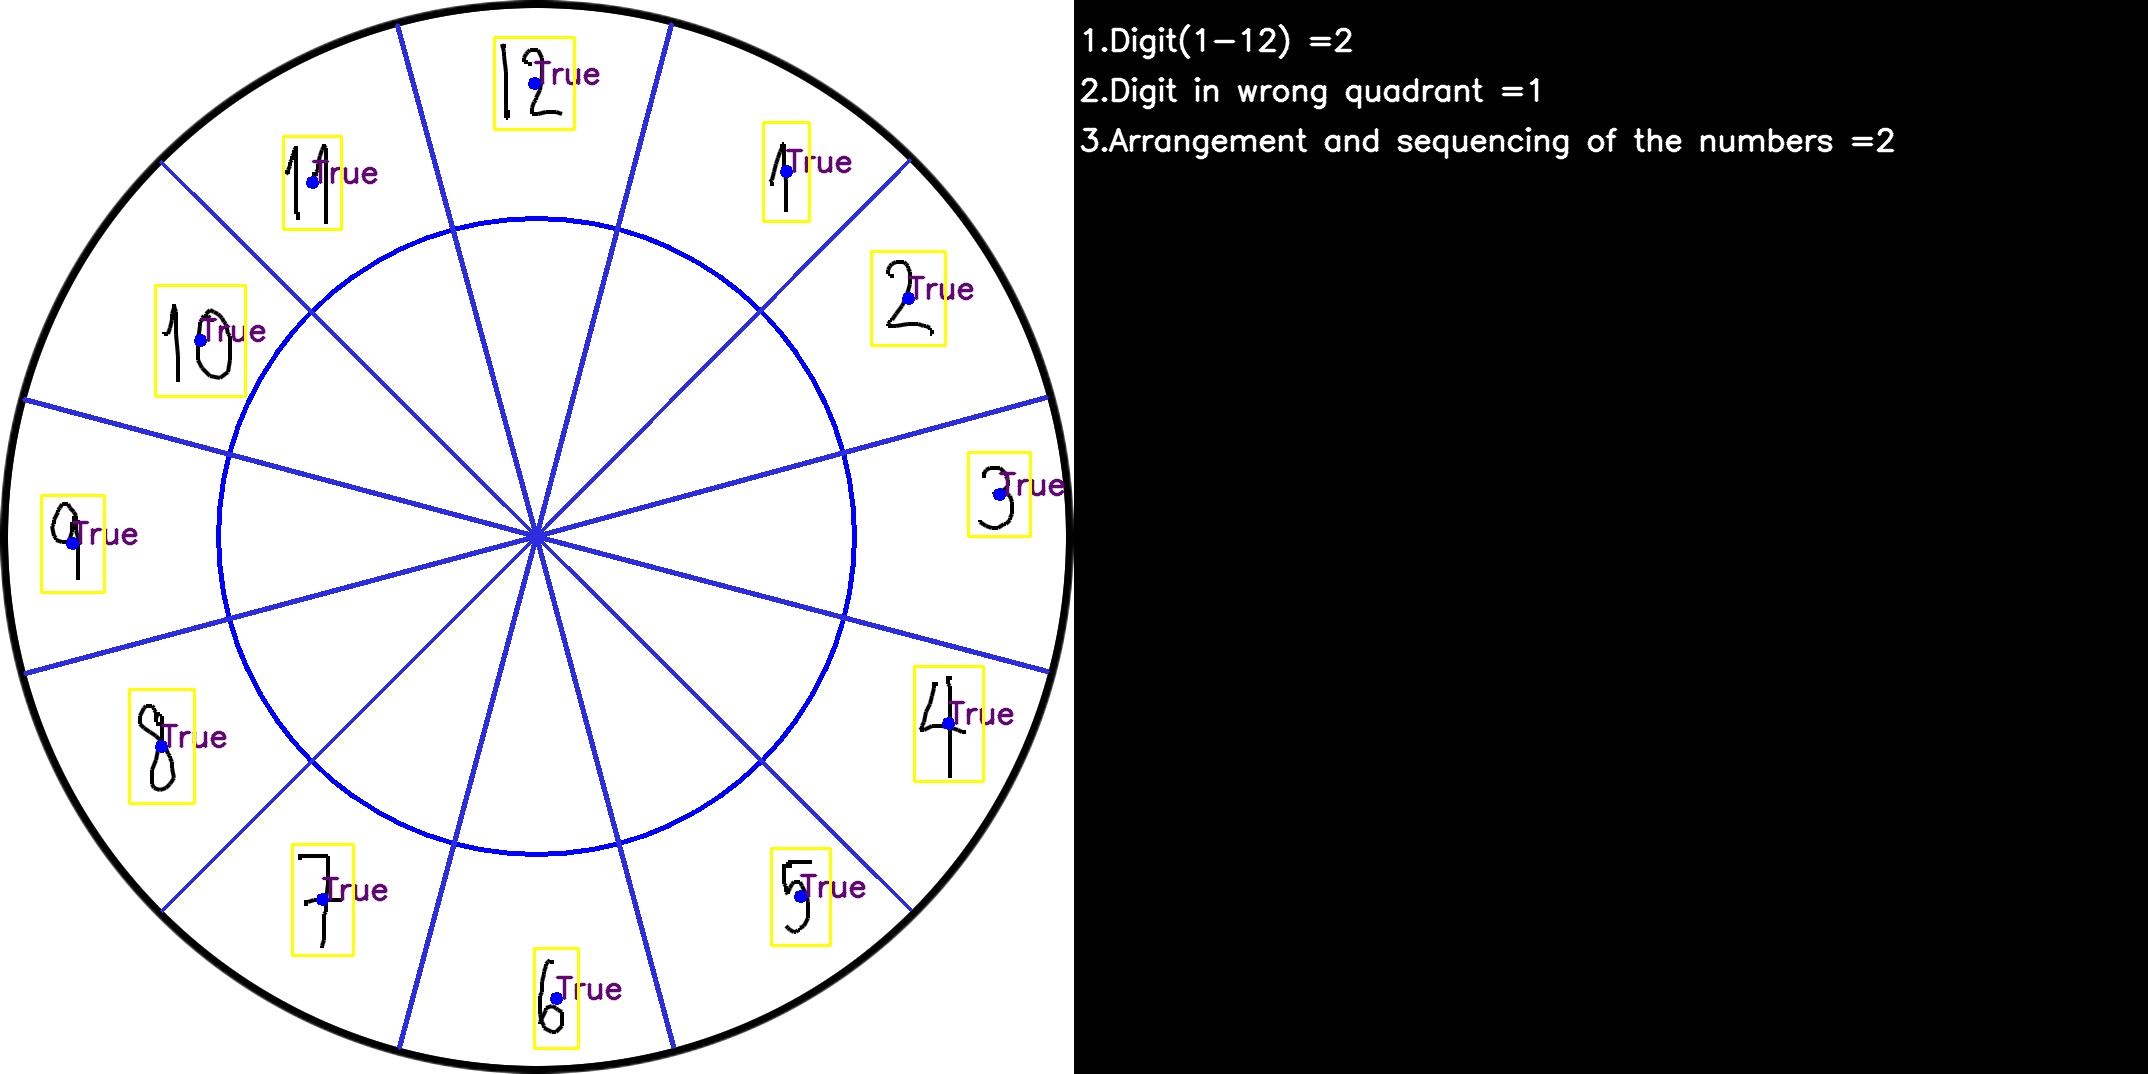 12 True
11 True
1 True
2 True
10 True
3 True
9 True
4 True
8 True
5 True
7 True
6 True
1.Digit(1-12) =2
2.Digit in wrong quadrant =1
3.Arrangement and sequencing of the numbers =2